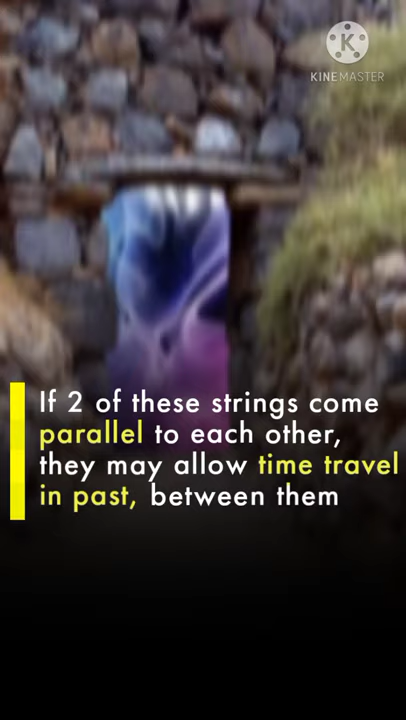 KINEMASTER
If 2 of these strings come
parallel to each other,
they may allow time travel
in past, between them